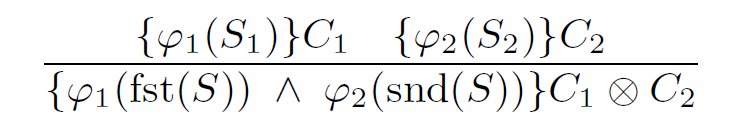 {φ₁(S₁)}C₁ {φ₂(S₂)}C₂
{φ₁(fst(S)) ∧ φ₂(snd(S))}C₁ ⊗ C₂